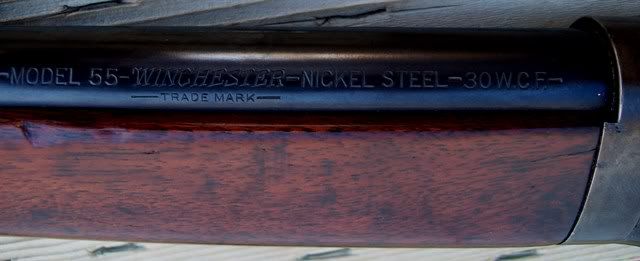 -MODEL 55-WINCHESTER-NICKEL STEEL-30 W.C.F.-
TRADE MARK